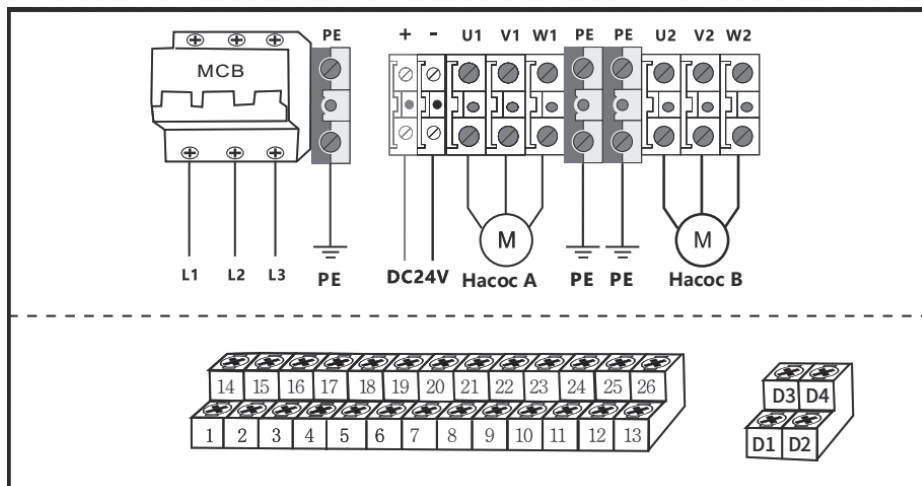 PE + - U1 V1 W1 PE PE U2 V2 W2
MCB
M M
L1 L2 L3 PE DC24V Насос A PE PE Насос B
14 15 16 17 18 19 20 21 22 23 24 25 26
D3 D4
1 2 3 4 5 6 7 8 9 10 11 12 13
D1 D2